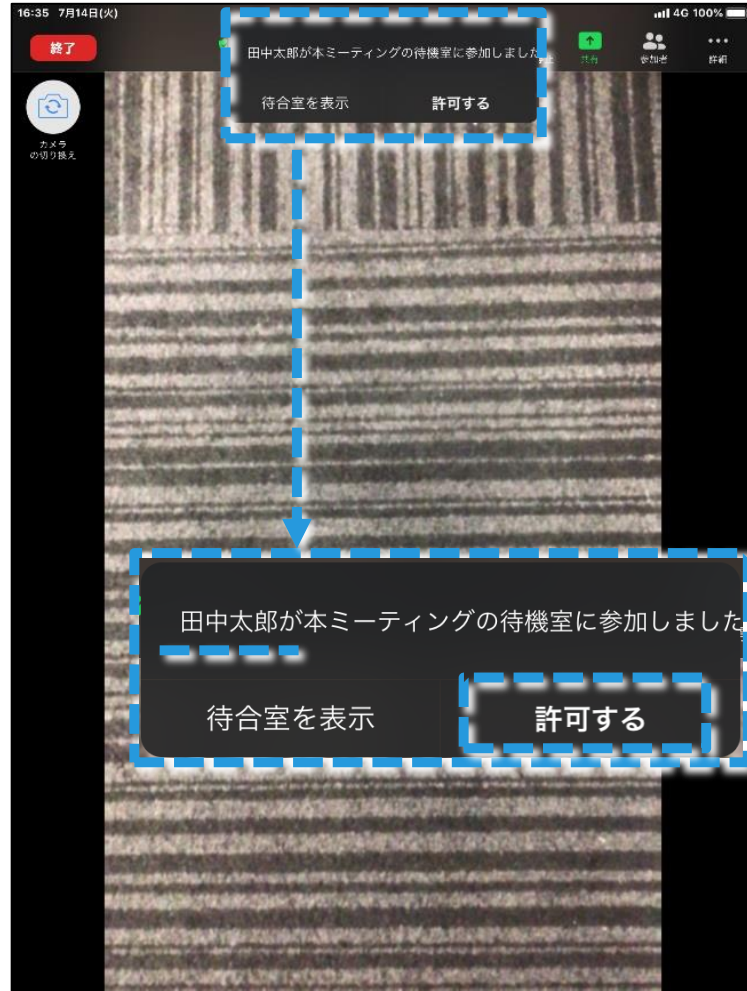 16:35 7月14日(火)
4G 100%
終了
共有
参加者
詳細
田中太郎が本ミーティングの待機室に参加しました
待合室を表示
許可する
カメラ
の切り換え
田中太郎が本ミーティングの待機室に参加しました
待合室を表示
許可する